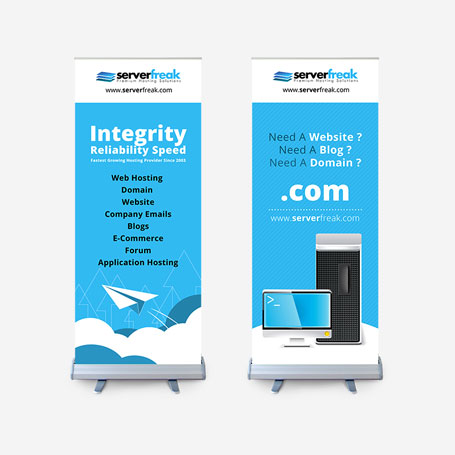 serverfreak
Premium Hosting Solutions
www.serverfreak.com
Integrity
Reliability Speed
Fastest Growing Hosting Provider Since 2003
Web Hosting
Domain
Website
Company Emails
Blogs
E-Commerce
Forum
Application Hosting
serverfreak
Premium Hosting Solutions
www.serverfreak.com
Need A Website ?
Need A Blog ?
Need A Domain ?
.com
www.serverfreak.com
>_